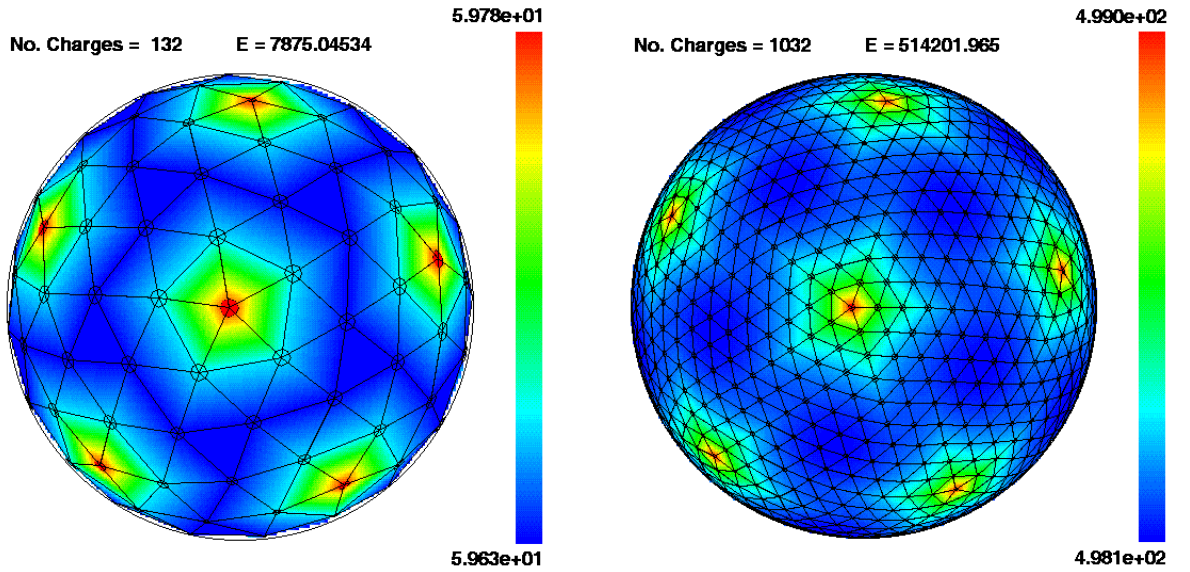 5.978e+01
No. Charges = 132 E = 7875.04534
5.963e+01
4.990e+02
No. Charges = 1032 E = 514201.965
4.981e+02